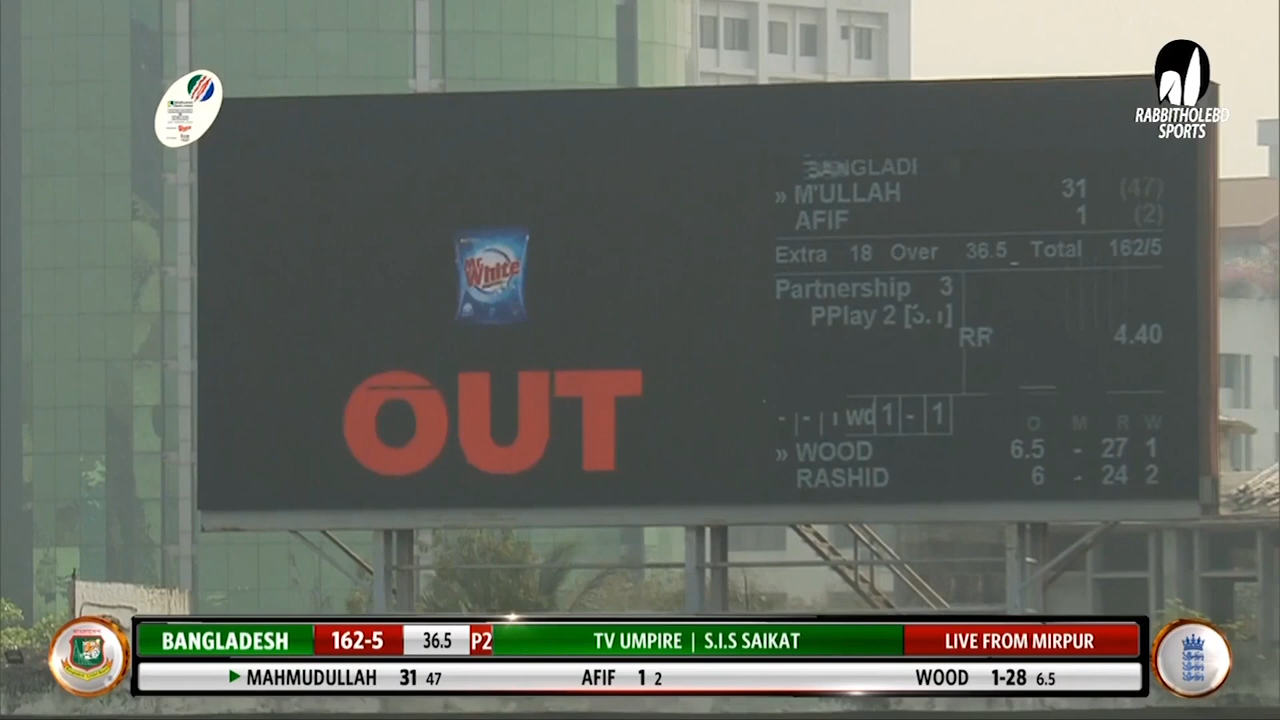 RABBITHOLEBD
SPORTS
» M'ULLAH 31 (47)
AFIF 1 (2)
Extra 18 Over 36.5 Total 162/5
Partnership 3
PPlay 2
4.40
Mr. White
OUT
wd 1 - 1
O M R W
» WOOD 6.5 - 27 1
RASHID 6 - 24 2
BANGLADESH 162-5 36.5 P2 TV UMPIRE | S.I.S SAIKAT LIVE FROM MIRPUR
MAHMUDULLAH 31 47 AFIF 1 2 WOOD 1-28 6.5